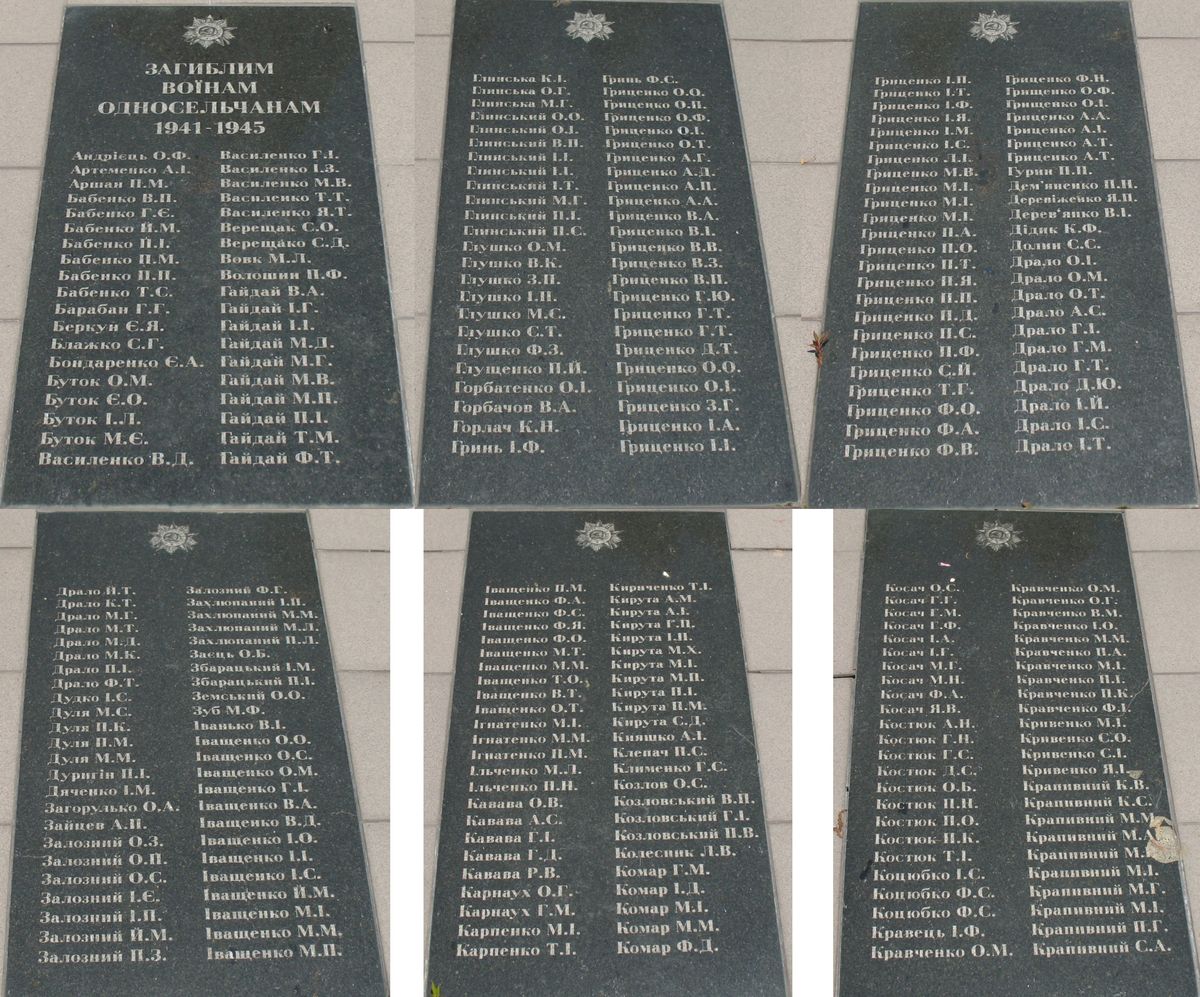 ЗАГИБЛИМ
ВОЇНАМ
ОДНОСЕЛЬЧАНАМ
1941-1945
Андрієць О.Ф.
Артеменко А.І.
Аршан П.М.
Бабенко В.П.
Бабенко Г.Є.
Бабенко Й.М.
Бабенко Й.І.
Бабенко П.М.
Бабенко П.П.
Бабенко Т.С.
Барабан Г.Г.
Беркун Є.Я.
Блажко С.Г.
Бондаренко Є.А.
Буток О.М.
Буток Є.О.
Буток І.Л.
Буток М.Є.
Василенко В.Д.
Василенко Г.І.
Василенко І.З.
Василенко М.В.
Василенко Т.Т.
Василенко Я.Т.
Верещак С.О.
Верещако С.Д.
Вовк М.Л.
Волошин П.Ф.
Гайдай В.А.
Гайдай І.Г.
Гайдай І.І.
Гайдай М.Д.
Гайдай М.Г.
Гайдай М.В.
Гайдай М.П.
Гайдай П.І.
Гайдай Т.М.
Гайдай Ф.Т.
Глинська К.І.
Глинська О.Г.
Глинська М.Г.
Глинський О.О.
Глинський О.І.
Глинський В.П.
Глинський І.І.
Глинський І.І.
Глинський І.Т.
Глинський М.Г.
Глинський П.І.
Глинський П.С.
Глушко О.М.
Глушко В.К.
Глушко З.П.
Глушко І.Н.
Глушко М.С.
Глушко С.Т.
Глушко Ф.З.
Глущенко П.Й.
Горбатенко О.І.
Горбачов В.А.
Горлач К.Н.
Гринь І.Ф.
Гринь Ф.С.
Гриценко О.О.
Гриценко О.П.
Гриценко О.Ф.
Гриценко О.І.
Гриценко О.Т.
Гриценко А.Г.
Гриценко А.Д.
Гриценко А.П.
Гриценко А.А.
Гриценко В.А.
Гриценко В.І.
Гриценко В.В.
Гриценко В.З.
Гриценко В.П.
Гриценко Г.Ю.
Гриценко Г.Т.
Гриценко Г.Т.
Гриценко Д.Т.
Гриценко О.О.
Гриценко О.І.
Гриценко З.Г.
Гриценко І.А.
Гриценко І.І.
Гриценко І.П.
Гриценко І.Т.
Гриценко І.Ф.
Гриценко І.Я.
Гриценко І.М.
Гриценко І.С.
Гриценко Л.І.
Гриценко М.В.
Гриценко М.І.
Гриценко М.І.
Гриценко М.І.
Гриценко П.А.
Гриценко П.О.
Гриценко П.Т.
Гриценко П.Я.
Гриценко П.П.
Гриценко П.Д.
Гриценко П.С.
Гриценко П.Ф.
Гриценко С.Й.
Гриценко Т.Г.
Гриценко Ф.О.
Гриценко Ф.А.
Гриценко Ф.В.
Гриценко Ф.Н.
Грищенко О.Ф.
Грищенко О.І.
Гриценко А.А.
Гриценко А.І.
Гриценко А.Т.
Гриценко А.Т.
Гурин П.П.
Дем'яненко П.Н.
Деревіженко Я.П.
Дерев'янко В.І.
Дідик К.Ф.
Долин С.С.
Драло О.І.
Драло О.М.
Драло О.Т.
Драло А.С.
Драло Г.І.
Драло Г.М.
Драло Г.Т.
Драло Д.Ю.
Драло І.Й.
Драло І.С.
Драло І.Т.
Драло Й.Т.
Драло К.Т.
Драло М.Г.
Драло М.Т.
Драло М.Д.
Драло М.К.
Драло П.І.
Драло Ф.Т.
Дудко І.С.
Дуля М.С.
Дуля П.К.
Дуля П.М.
Дуля М.М.
Дуригін П.І.
Дяченко І.М.
Загорулько О.А.
Зайцев А.П.
Залозний О.З.
Залозний О.П.
Залозний О.С.
Залозний І.Є.
Залозний І.П.
Залозний Й.М.
Залозний П.З.
Залозний Ф.Г.
Захлюпаний І.П.
Захлюпаний М.М.
Захлюпаний М.Л.
Захлюпаний П.Л.
Заєць О.Б.
Збарацький І.М.
Збарацький П.І.
Земський О.О.
Зуб М.Ф.
Іванько В.І.
Іващенко О.О.
Іващенко О.С.
Іващенко О.М.
Іващенко Г.І.
Іващенко В.А.
Іващенко В.Д.
Іващенко І.О.
Іващенко І.І.
Іващенко І.С.
Іващенко Й.М.
Іващенко М.І.
Іващенко М.М.
Іващенко М.П.
Іващенко П.М.
Іващенко Ф.А.
Іващенко Ф.С.
Іващенко Ф.Я.
Іващенко Ф.О.
Іващенко М.Т.
Іващенко М.М.
Іващенко Т.О.
Іващенко В.Т.
Іващенко О.Т.
Ігнатенко М.І.
Ігнатенко М.М.
Ігнатенко П.М.
Ільченко М.Л.
Ільченко П.Н.
Кавава О.В.
Кавава А.С.
Кавава Г.І.
Кавава Г.Д.
Кавава Р.В.
Карнаух О.Г.
Карнаух Г.М.
Карпенко М.І.
Карпенко Т.І.
Кириченко Т.І.
Кирута А.М.
Кирута А.І.
Кирута Г.П.
Кирута І.П.
Кирута М.Х.
Кирута М.І.
Кирута М.П.
Кирута П.І.
Кирута П.М.
Кирута С.Д.
Кияшко А.І.
Клепач П.С.
Клименко Г.С.
Козлов О.С.
Козловський В.П.
Козловський Г.І.
Козловський П.В.
Колесник Л.В.
Комар Г.М.
Комар І.Д.
Комар М.І.
Комар М.М.
Комар Ф.Д.
Косач О.С.
Косач Г.Г.
Косач Г.М.
Косач Г.Ф.
Косач І.А.
Косач І.Г.
Косач М.Г.
Косач М.Н.
Косач Ф.А.
Косач Я.В.
Костюк А.Н.
Костюк Г.Н.
Костюк Г.С.
Костюк Д.С.
Костюк О.Б.
Костюк П.Н.
Костюк П.О.
Костюк П.К.
Костюк Т.І.
Коцюбко І.С.
Коцюбко Ф.С.
Коцюбко Ф.С.
Кравець І.Ф.
Кравченко О.М.
Кравченко О.М.
Кравченко О.Г.
Кравченко В.М.
Кравченко І.О.
Кравченко М.М.
Кравченко П.А.
Кравченко М.І.
Кравченко П.І.
Кравченко П.К.
Кравченко Ф.І.
Кривенко М.І.
Кривенко С.О.
Кривенко С.І.
Кривенко Я.І.
Крапивний К.В.
Крапивний К.С.
Крапивний М.М.
Крапивний М.А.
Крапивний
Крапивний М.І.
Крапивний М.Г.
Крапивний М.І.
Крапивний П.Г.
Крапивний С.А.